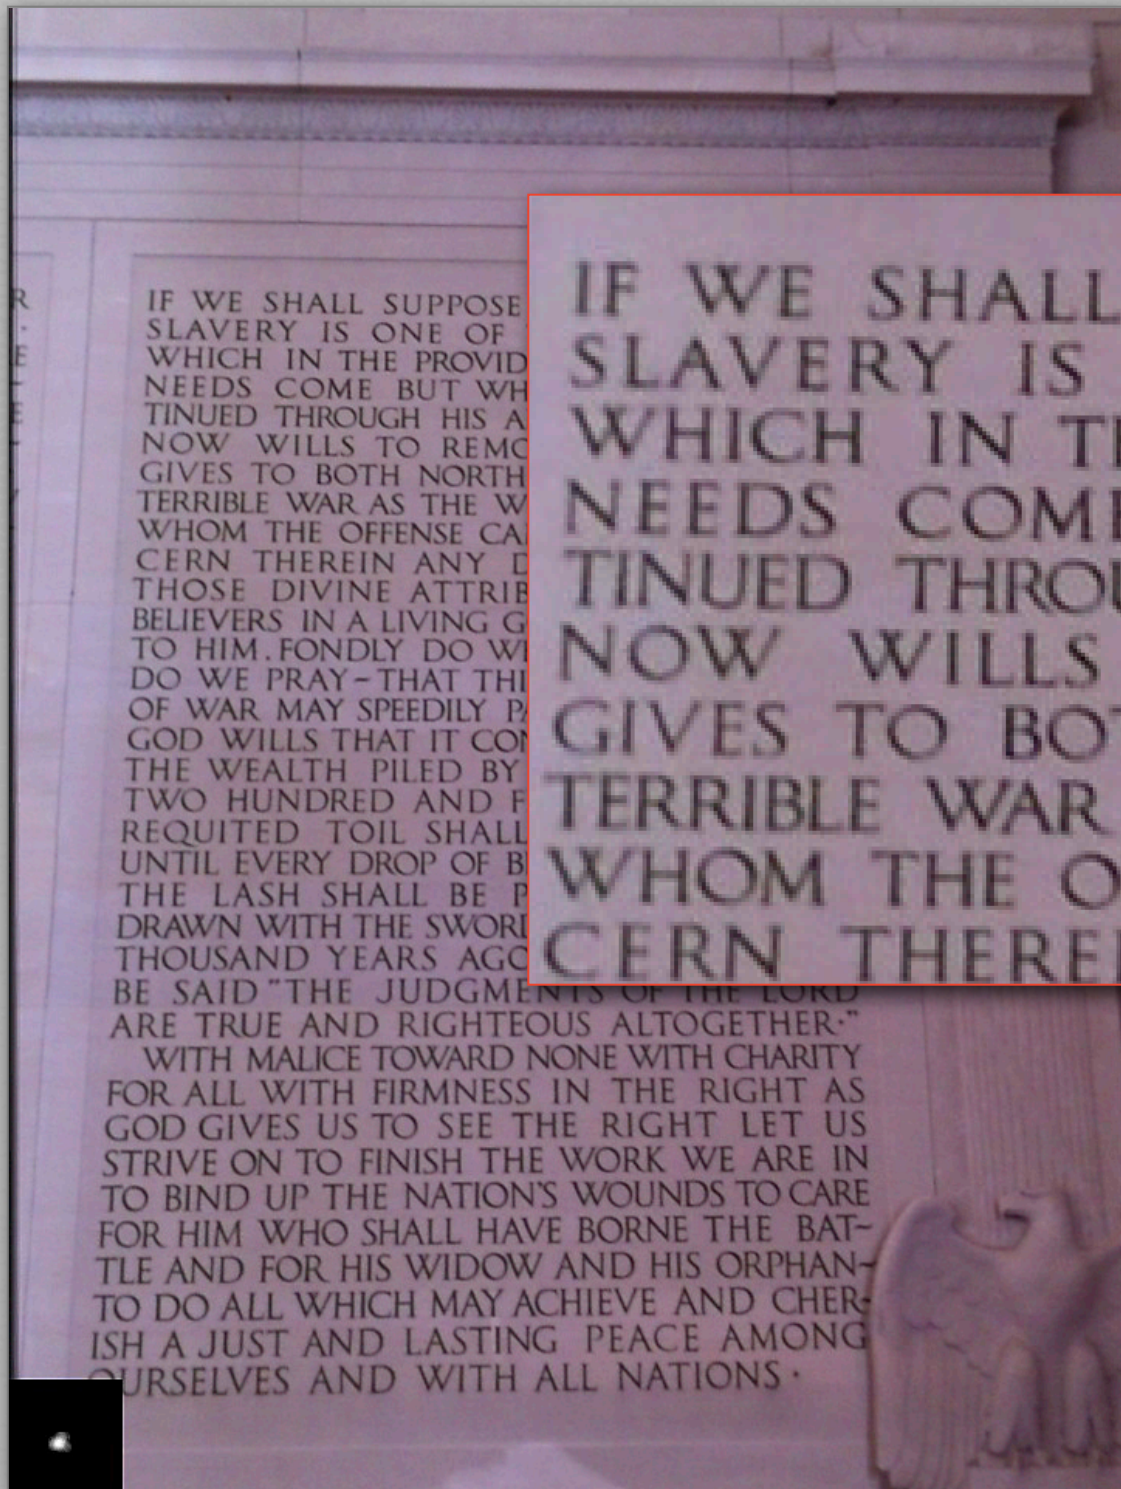 IF WE SHALL SUPPOSE
SLAVERY IS ONE OF
WHICH IN THE PROVID
NEEDS COME BUT WH
TINUED THROUGH HIS A
NOW WILLS TO REMO
GIVES TO BOTH NORTH
TERRIBLE WAR AS THE W
WHOM THE OFFENSE CA
CERN THEREIN ANY D
THOSE DIVINE ATTRIB
BELIEVERS IN A LIVING G
TO HIM. FONDLY DO WE
DO WE PRAY-THAT THI
OF WAR MAY SPEEDILY PA
GOD WILLS THAT IT CON
THE WEALTH PILED BY
TWO HUNDRED AND F
REQUITED TOIL SHALL
UNTIL EVERY DROP OF B
THE LASH SHALL BE P
DRAWN WITH THE SWORD
THOUSAND YEARS AGO
BE SAID "THE JUDGMENTS OF THE LORD
ARE TRUE AND RIGHTEOUS ALTOGETHER·"
WITH MALICE TOWARD NONE WITH CHARITY
FOR ALL WITH FIRMNESS IN THE RIGHT AS
GOD GIVES US TO SEE THE RIGHT LET US
STRIVE ON TO FINISH THE WORK WE ARE IN
TO BIND UP THE NATION'S WOUNDS TO CARE
FOR HIM WHO SHALL HAVE BORNE THE BAT-
TLE AND FOR HIS WIDOW AND HIS ORPHAN-
TO DO ALL WHICH MAY ACHIEVE AND CHER-
ISH A JUST AND LASTING PEACE AMONG
OURSELVES AND WITH ALL NATIONS·
IF WE SHALL
SLAVERY IS
WHICH IN TH
NEEDS COME
TINUED THROU
NOW WILLS
GIVES TO BOT
TERRIBLE WAR
WHOM THE O
CERN THEREI